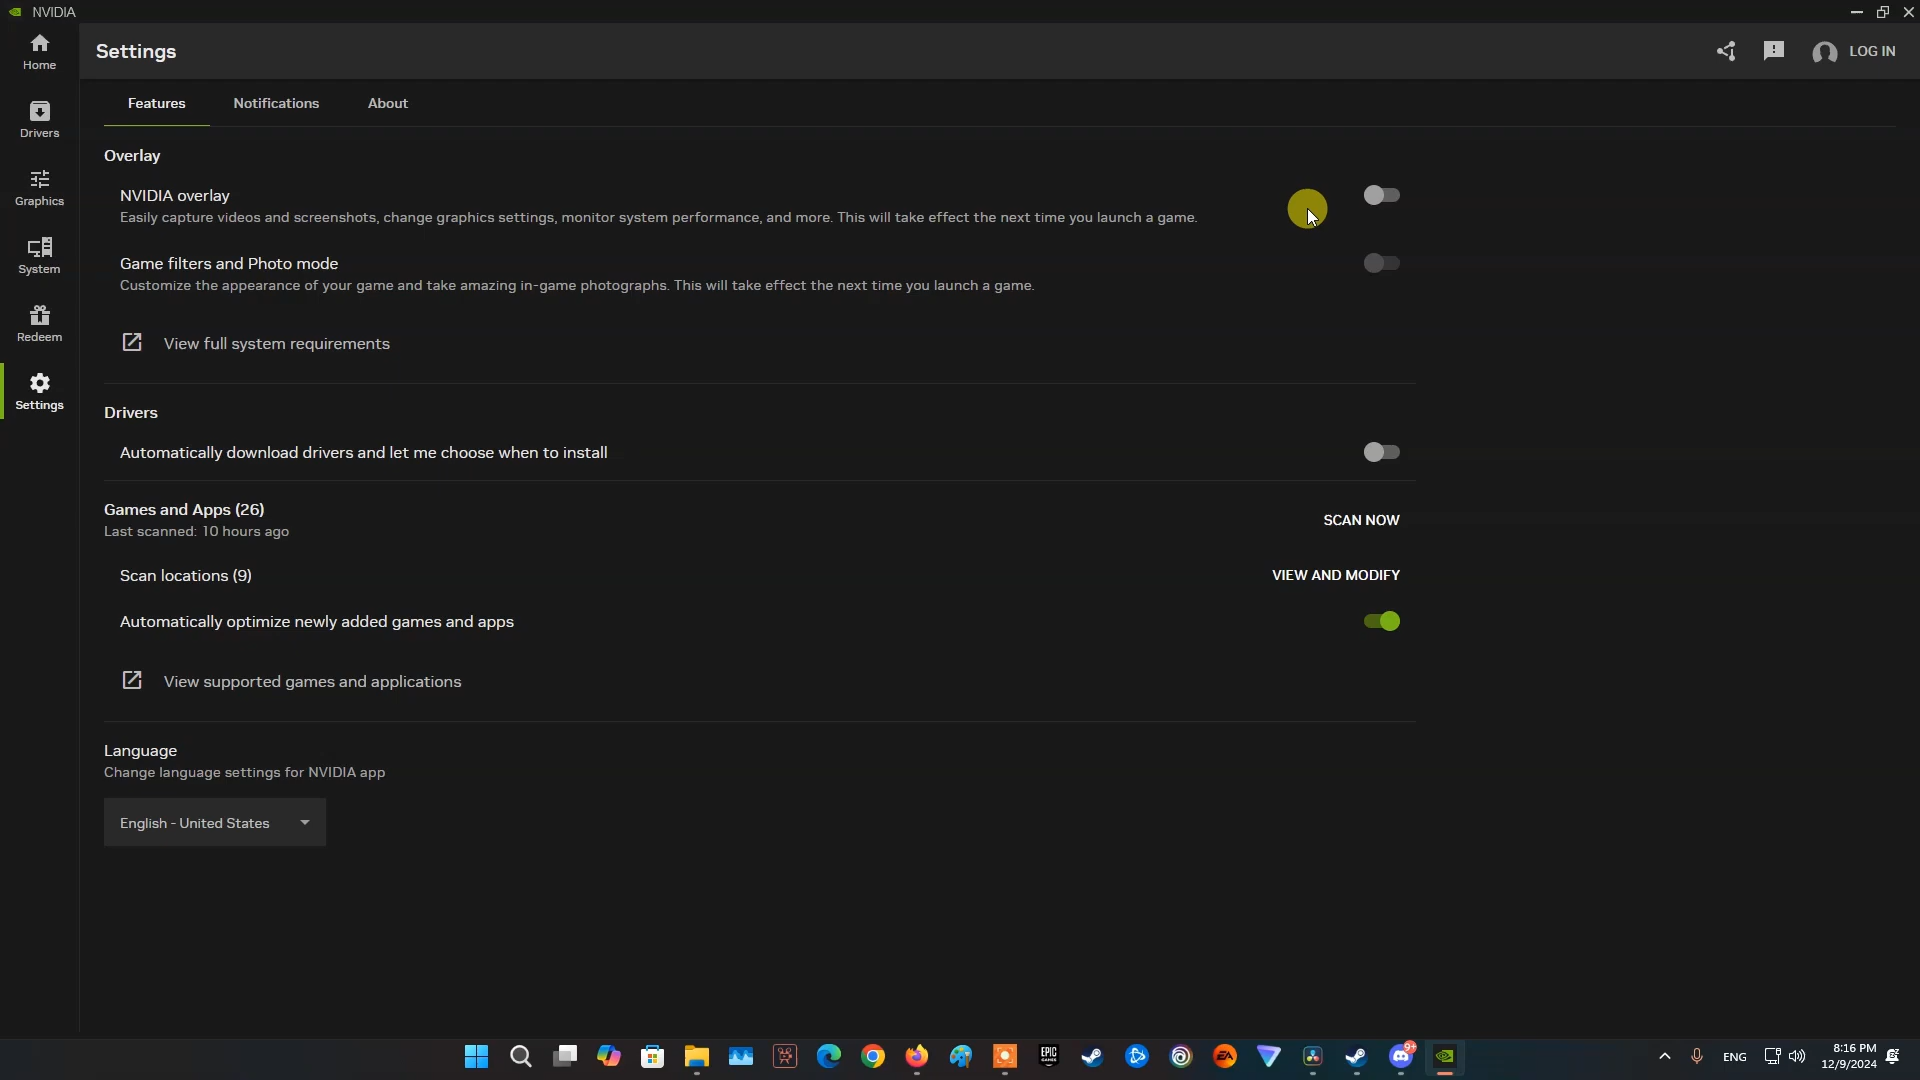 NVIDIA
Home
Settings
LOG IN
Features Notifications About
Drivers
Overlay
NVIDIA overlay
Graphics
Easily capture videos and screenshots, change graphics settings, monitor system performance, and more. This will take effect the next time you launch a game.
Game filters and Photo mode
System
Customize the appearance of your game and take amazing in-game photographs. This will take effect the next time you launch a game.
Redeem
View full system requirements
Settings
Drivers
Automatically download drivers and let me choose when to install
Games and Apps (26)
SCAN NOW
Last scanned: 10 hours ago
Scan locations (9)
VIEW AND MODIFY
Automatically optimize newly added games and apps
View supported games and applications
Language
Change language settings for NVIDIA app
English - United States
EPIC
GAMES
EA
9+
ENG
8:16 PM
12/9/2024